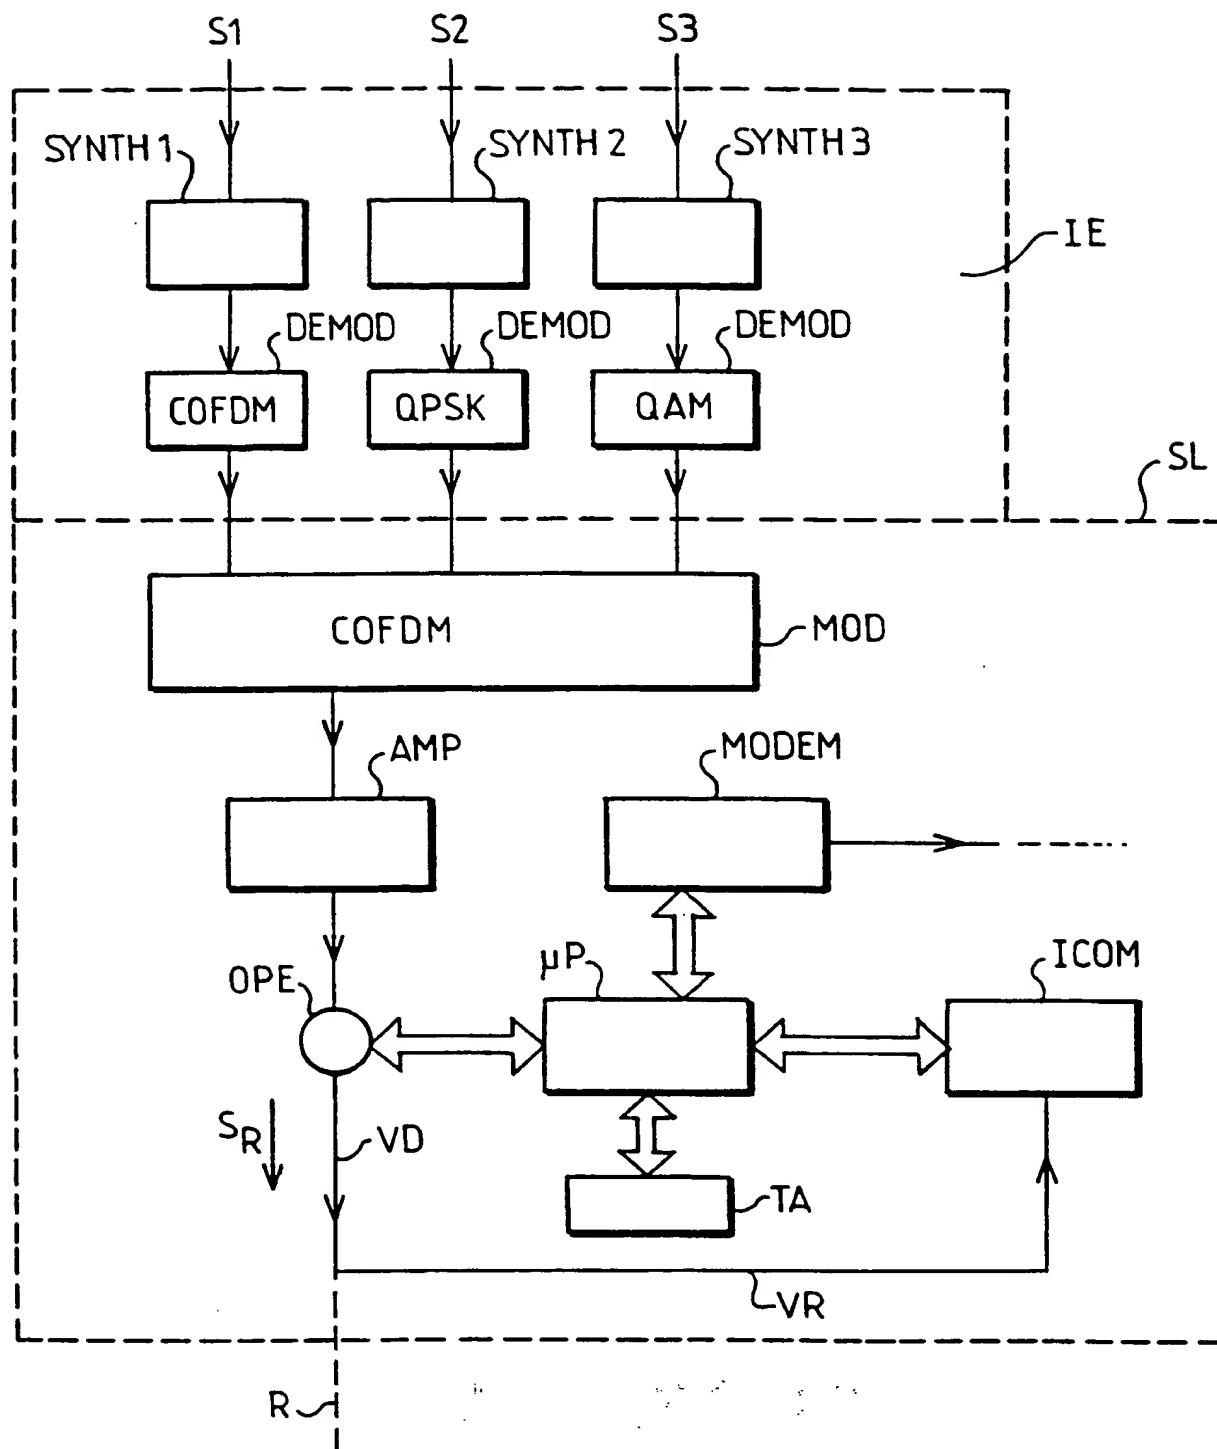 S1 S2 S3
SYNTH 1 SYNTH 2 SYNTH 3
IE
DEMOD DEMOD DEMOD
COFDM QPSK QAM
SL
COFDM MOD
AMP MODEM
OPE µP ICOM
SR VD
TA
VR
R